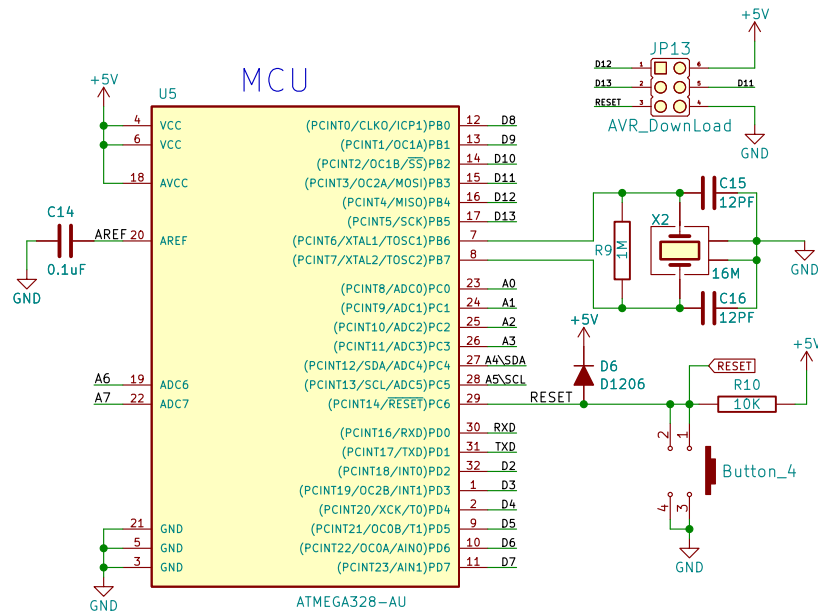 +5V
JP13
D12 1 6
D13 2 5 D11
RESET 3 4
AVR_DownLoad
GND
MCU
+5V
U5
4 VCC
6 VCC
18 AVCC
C14
AREF 20 AREF
0.1uF
GND
A6 19 ADC6
A7 22 ADC7
21 GND
5 GND
3 GND
GND
(PCINT0/CLKO/ICP1)PB0 12 D8
(PCINT1/OC1A)PB1 13 D9
(PCINT2/OC1B/SS)PB2 14 D10
(PCINT3/OC2A/MOSI)PB3 15 D11
(PCINT4/MISO)PB4 16 D12
(PCINT5/SCK)PB5 17 D13
(PCINT6/XTAL1/TOSC1)PB6 7
(PCINT7/XTAL2/TOSC2)PB7 8
(PCINT8/ADC0)PC0 23 A0
(PCINT9/ADC1)PC1 24 A1
(PCINT10/ADC2)PC2 25 A2
(PCINT11/ADC3)PC3 26 A3
(PCINT12/SDA/ADC4)PC4 27 A4\SDA
(PCINT13/SCL/ADC5)PC5 28 A5\SCL
(PCINT14/RESET)PC6 29 RESET
(PCINT16/RXD)PD0 30 RXD
(PCINT17/TXD)PD1 31 TXD
(PCINT18/INT0)PD2 32 D2
(PCINT19/OC2B/INT1)PD3 1 D3
(PCINT20/XCK/T0)PD4 2 D4
(PCINT21/OC0B/T1)PD5 9 D5
(PCINT22/OC0A/AIN0)PD6 10 D6
(PCINT23/AIN1)PD7 11 D7
ATMEGA328-AU
C15
12PF
R9 1M
X2
16M
GND
C16
12PF
+5V
D6
D1206
+5V
RESET
R10
10K
2 1
Button_4
4 3
GND